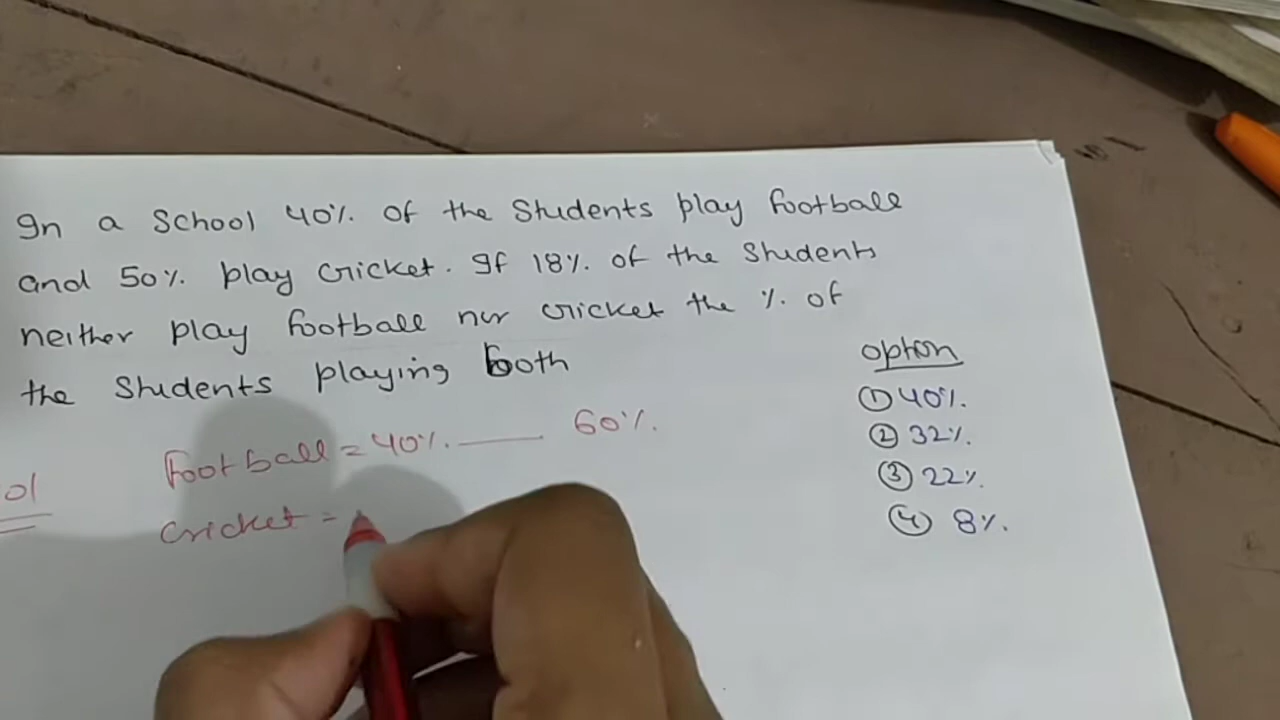 In a School 40%. of the Students play football
and 50%. play cricket. If 18%. of the Students
neither play football nor cricket the %. of
the Students playing both
option
① 40%.
② 32%.
③ 22%.
④ 8%.
football = 40%. —— 60%.
cricket =
ol